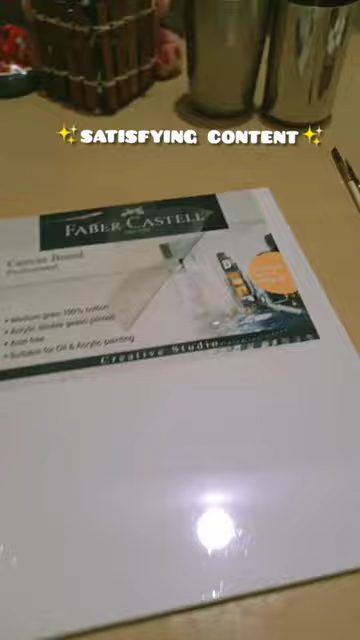 ✨SATISFYING CONTENT✨
FABER-CASTELL
Canvas Board
Professional
• Medium grain 100% cotton
• Acrylic double gesso primed
• Acid free
• Suitable for Oil & Acrylic painting
Creative Studio